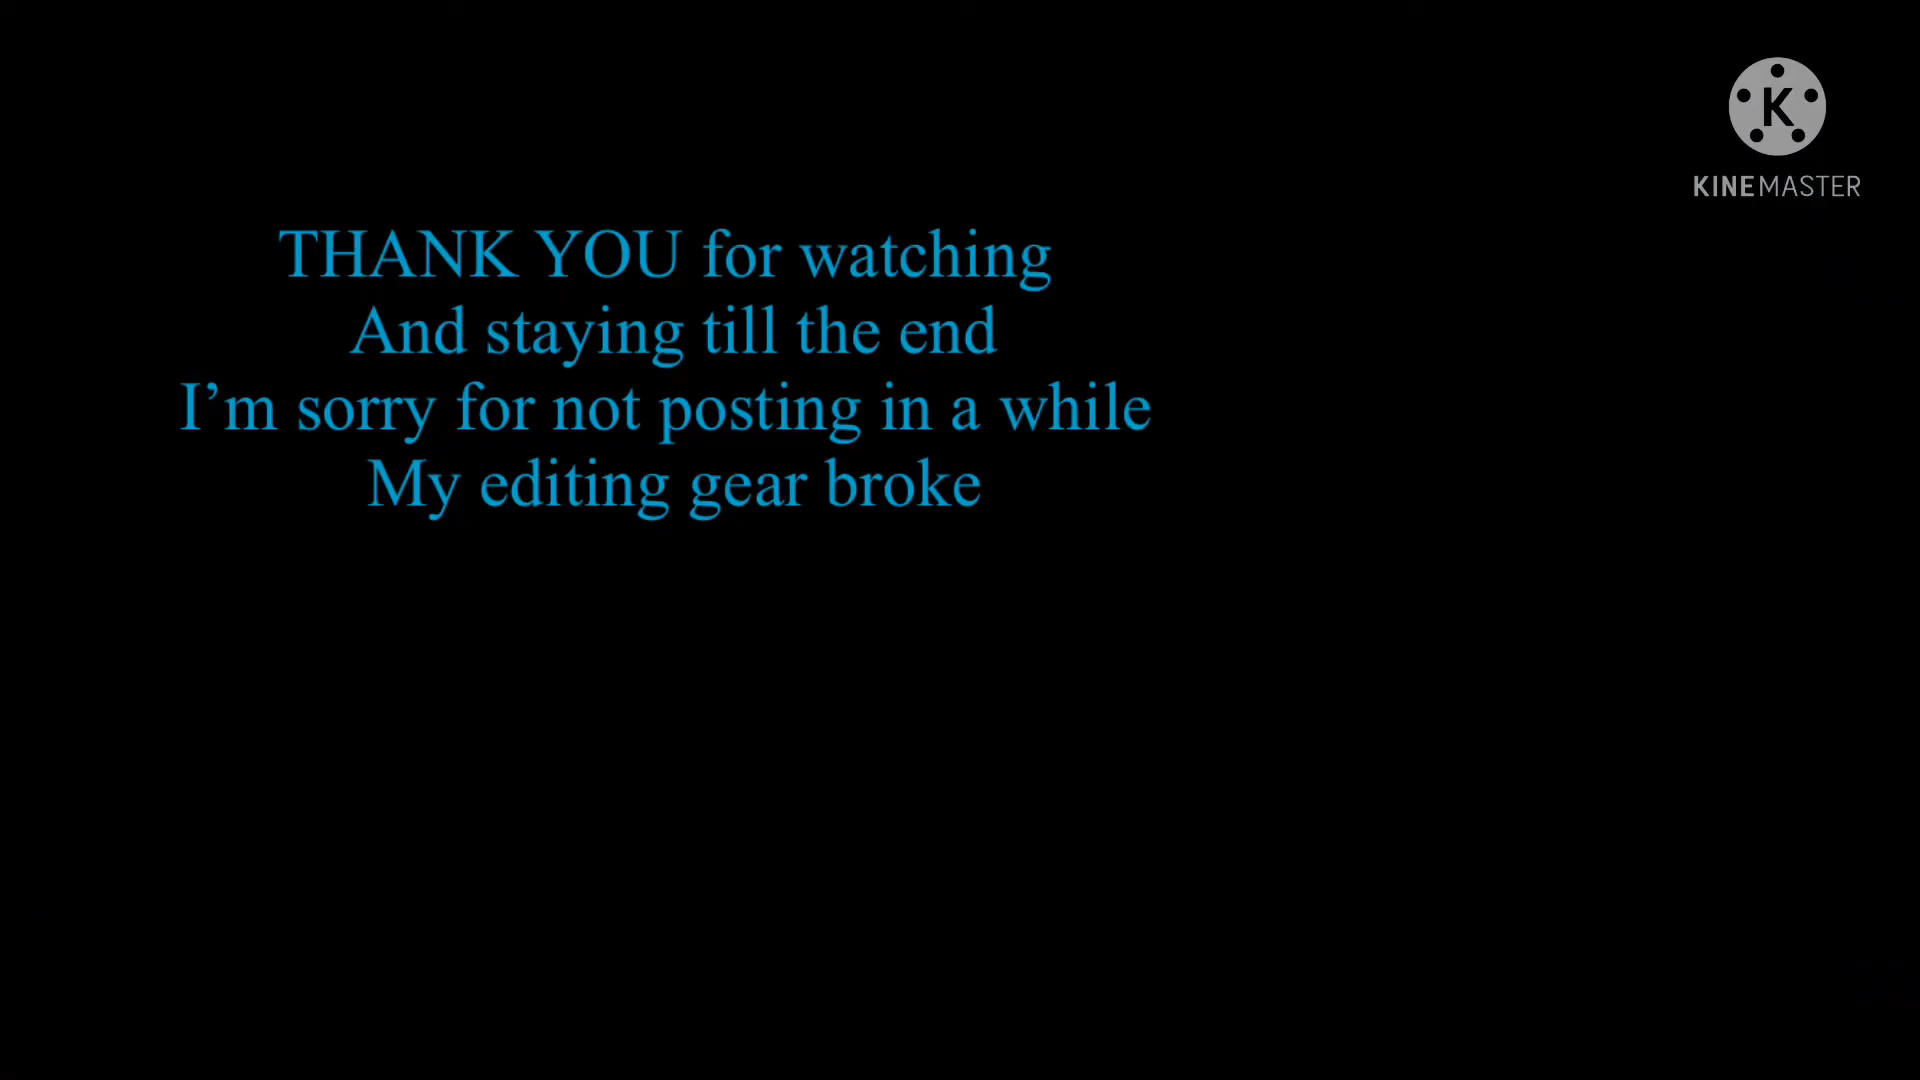 K
KINEMASTER
THANK YOU for watching
And staying till the end
I’m sorry for not posting in a while
My editing gear broke